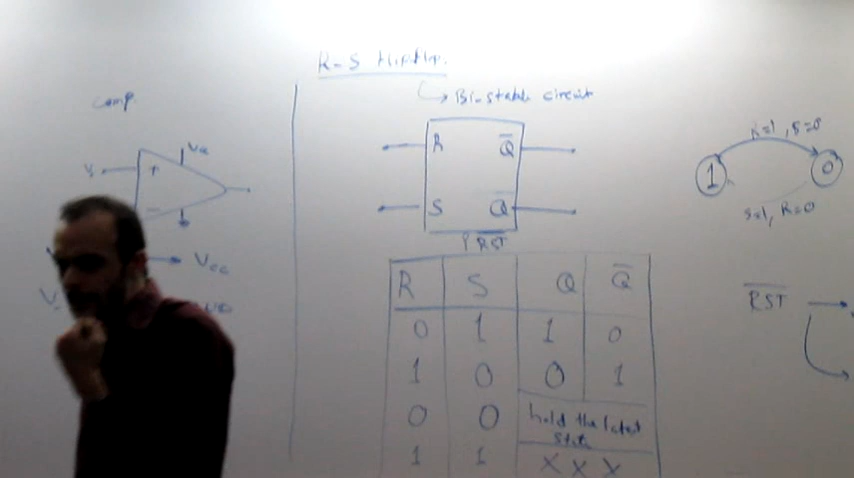 R-S Flipflop.
Bi-stable circuit
comp.
Vcc
V
+
-
Vcc
V
R Q̅
S Q
RST
R S Q Q̅
0 1 1 0
1 0 0 1
0 0 hold the latest
state
1 1 X X X
R=1, S=0
1 0
S=1, R=0
R̅S̅T̅